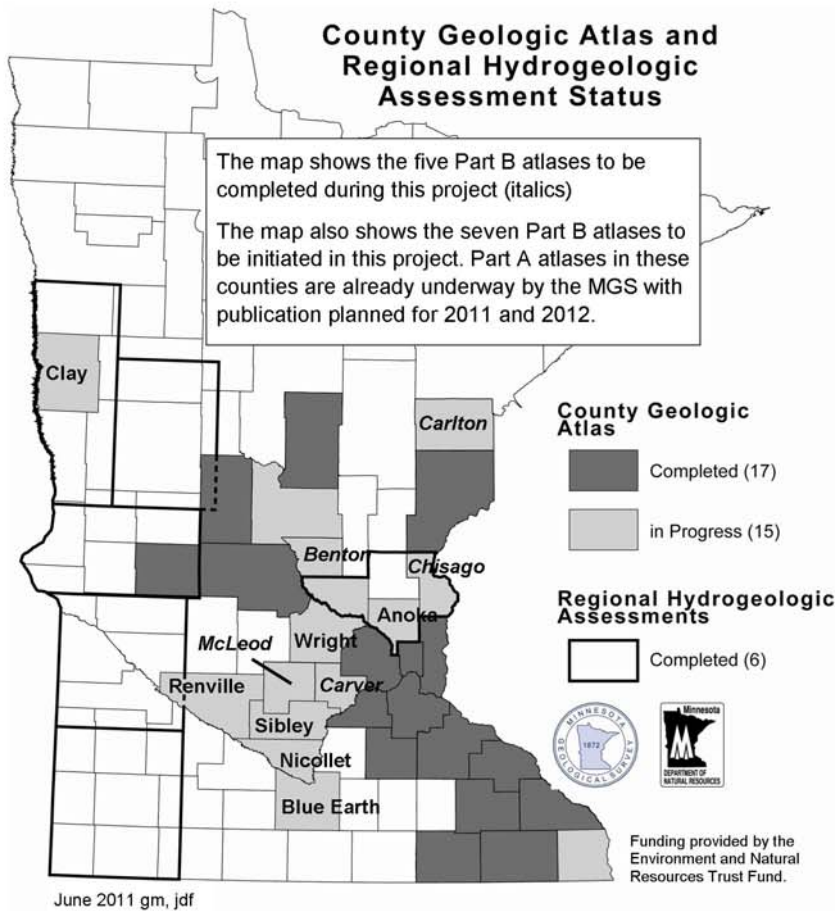 County Geologic Atlas and
Regional Hydrogeologic
Assessment Status
The map shows the five Part B atlases to be
completed during this project (italics)
The map also shows the seven Part B atlases to
be initiated in this project. Part A atlases in these
counties are already underway by the MGS with
publication planned for 2011 and 2012.
Clay
Carlton
Benton
Chisago
Anoka
McLeod
Wright
Renville
Carver
Sibley
Nicollet
Blue Earth
County Geologic
Atlas
Completed (17)
in Progress (15)
Regional Hydrogeologic
Assessments
Completed (6)
MINNESOTA
1872
GEOLOGICAL SURVEY
Minnesota
DEPARTMENT OF
NATURAL RESOURCES
Funding provided by the
Environment and Natural
Resources Trust Fund.
June 2011 gm, jdf